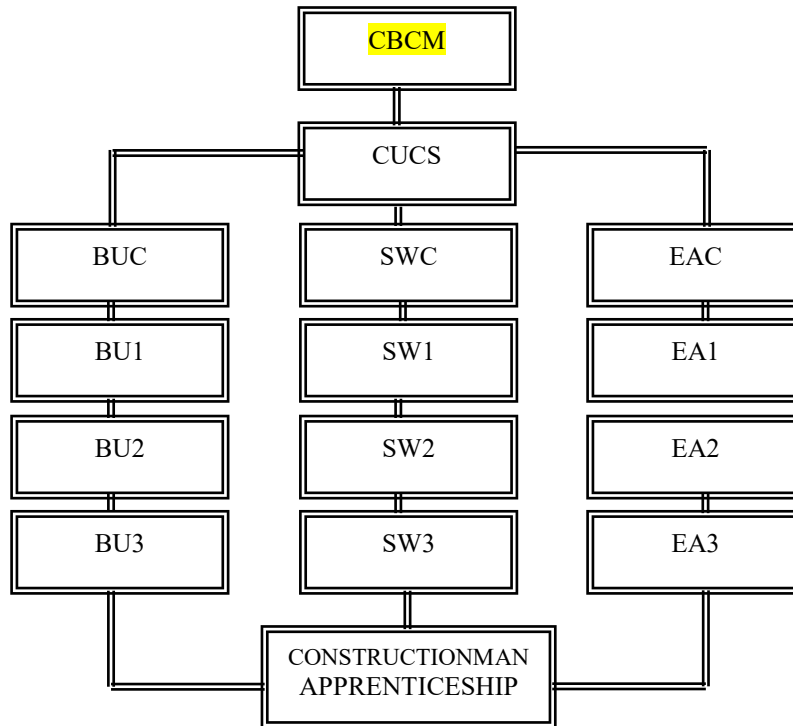 CBCM
CUCS
BUC
SWC
EAC
BU1
SW1
EA1
BU2
SW2
EA2
BU3
SW3
EA3
CONSTRUCTIONMAN
APPRENTICESHIP